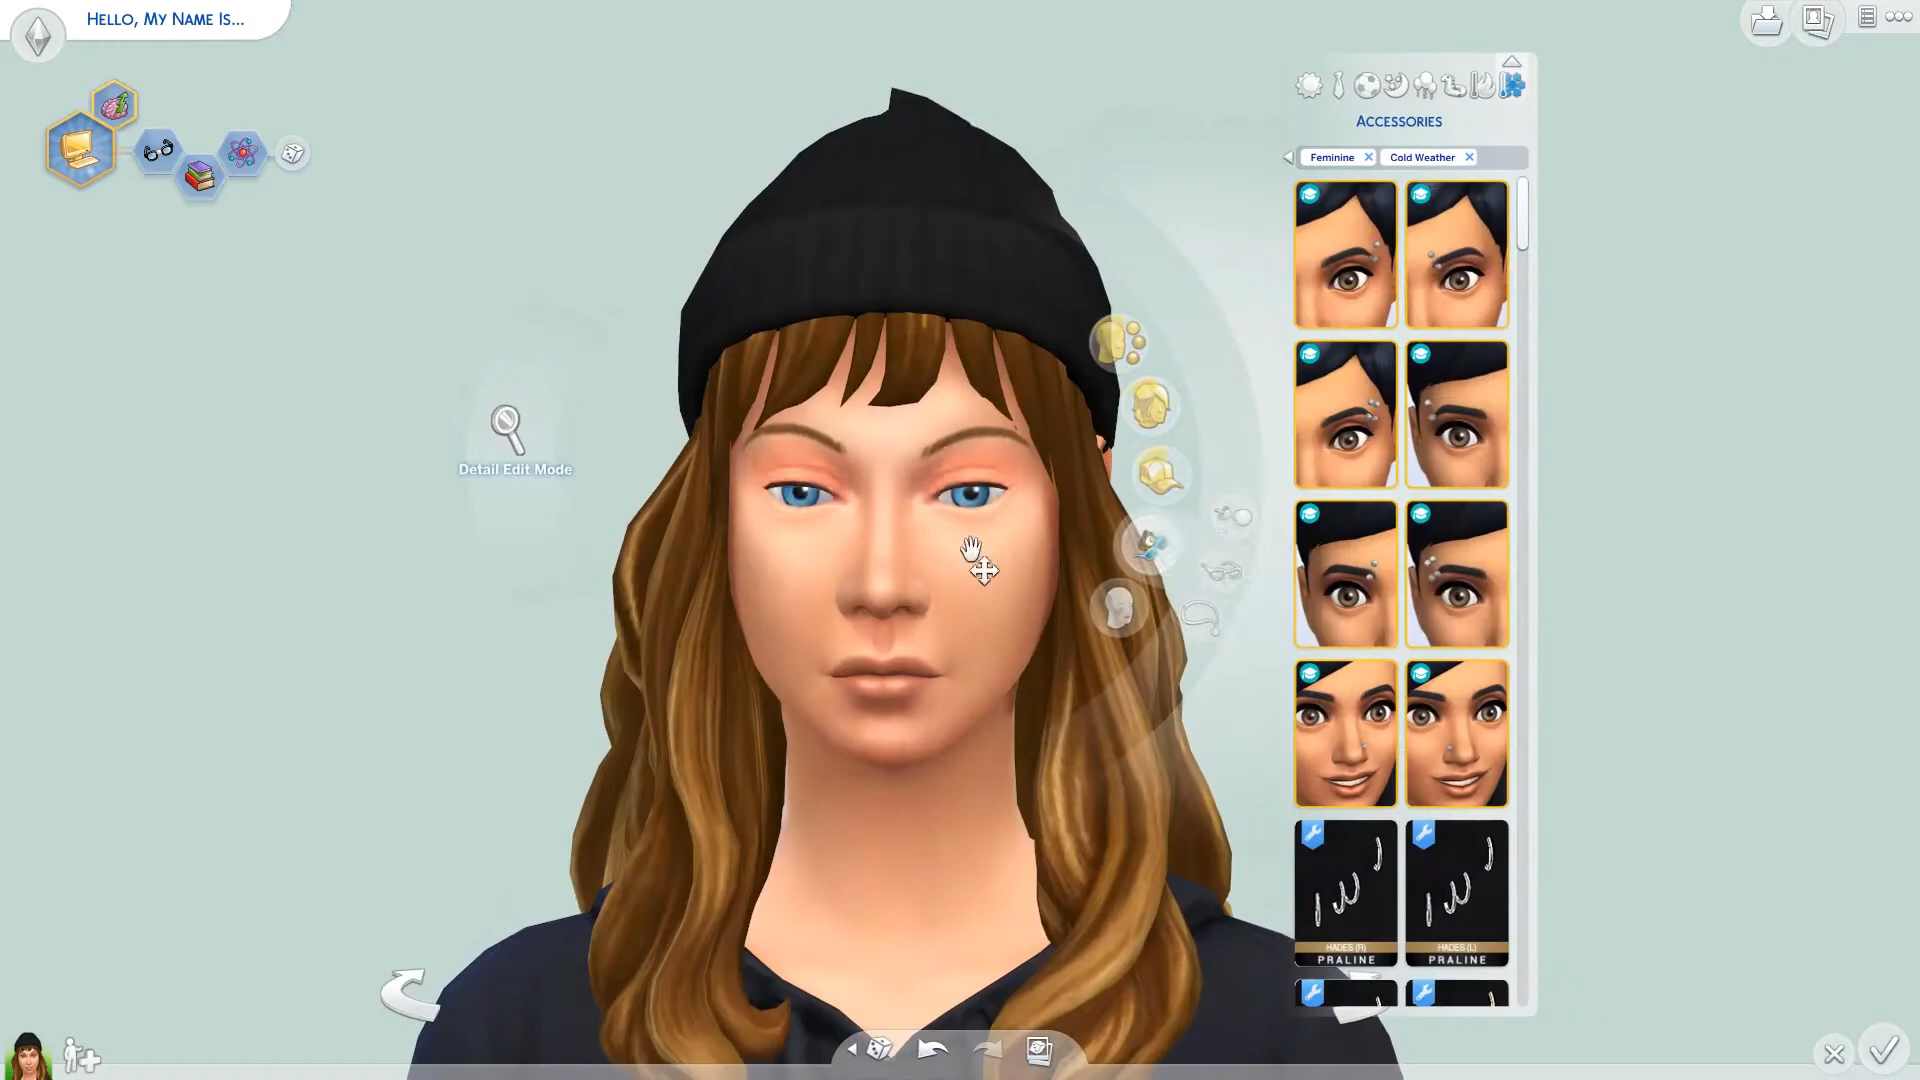 Hello, My Name Is...
Accessories
Feminine
Cold Weather
Detail Edit Mode
HADES (R)
PRALINE
HADES (L)
PRALINE